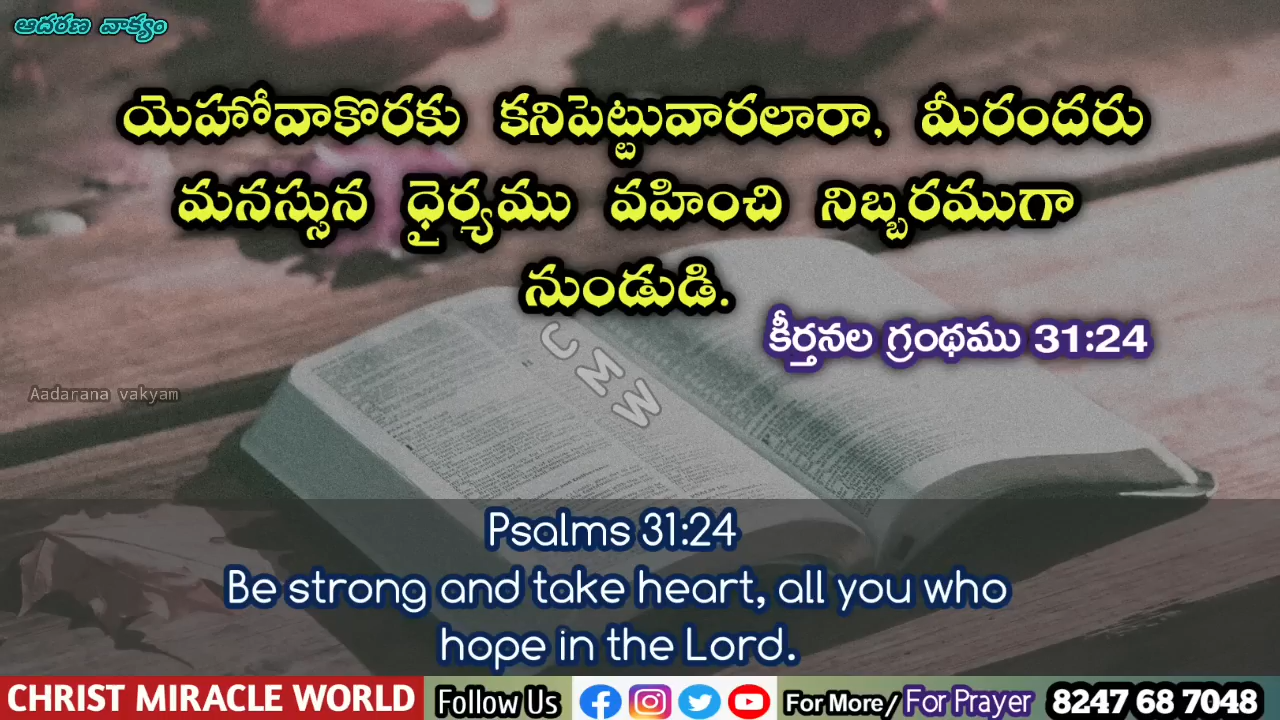 ఆదరణ వాక్యం
యెహోవాకొరకు కనిపెట్టువారలారా, మీరందరు
మనస్సున ధైర్యము వహించి నిబ్బరముగా
నుండుడి.
కీర్తనల గ్రంథము 31:24
CMW
Aadarana vakyam
Psalms 31:24
Be strong and take heart, all you who
hope in the Lord.
CHRIST MIRACLE WORLD Follow Us For More/ For Prayer 8247 68 7048